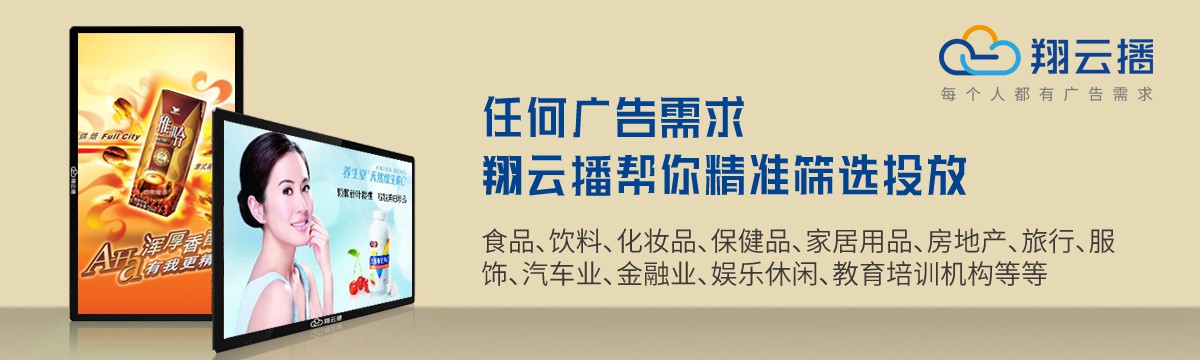 翔云播
每个人都有广告需求
任何广告需求
翔云播帮你精准筛选投放
食品、饮料、化妆品、保健品、家居用品、房地产、旅行、服
饰、汽车业、金融业、娱乐休闲、教育培训机构等等
雅哈
烘焙 Full City
AHa 浑厚香醇
有我更精
翔云播
养生堂 天然维生素C
翔云播